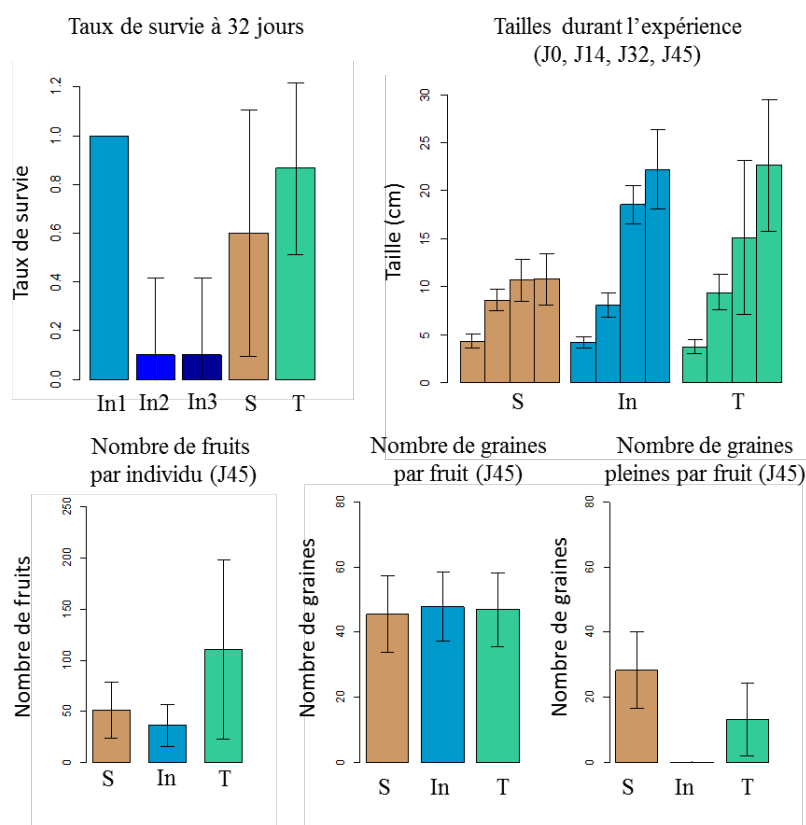 Taux de survie à 32 jours
Taux de survie
0.0
0.2
0.4
0.6
0.8
1.0
1.2
In1
In2
In3
S
T
Tailles durant l’expérience
(J0, J14, J32, J45)
Taille (cm)
0
5
10
15
20
25
30
S
In
T
Nombre de fruits
par individu (J45)
Nombre de fruits
0
50
100
150
200
250
S
In
T
Nombre de graines
par fruit (J45)
Nombre de graines
0
20
40
60
80
S
In
T
Nombre de graines
pleines par fruit (J45)
Nombre de graines
0
20
40
60
80
S
In
T